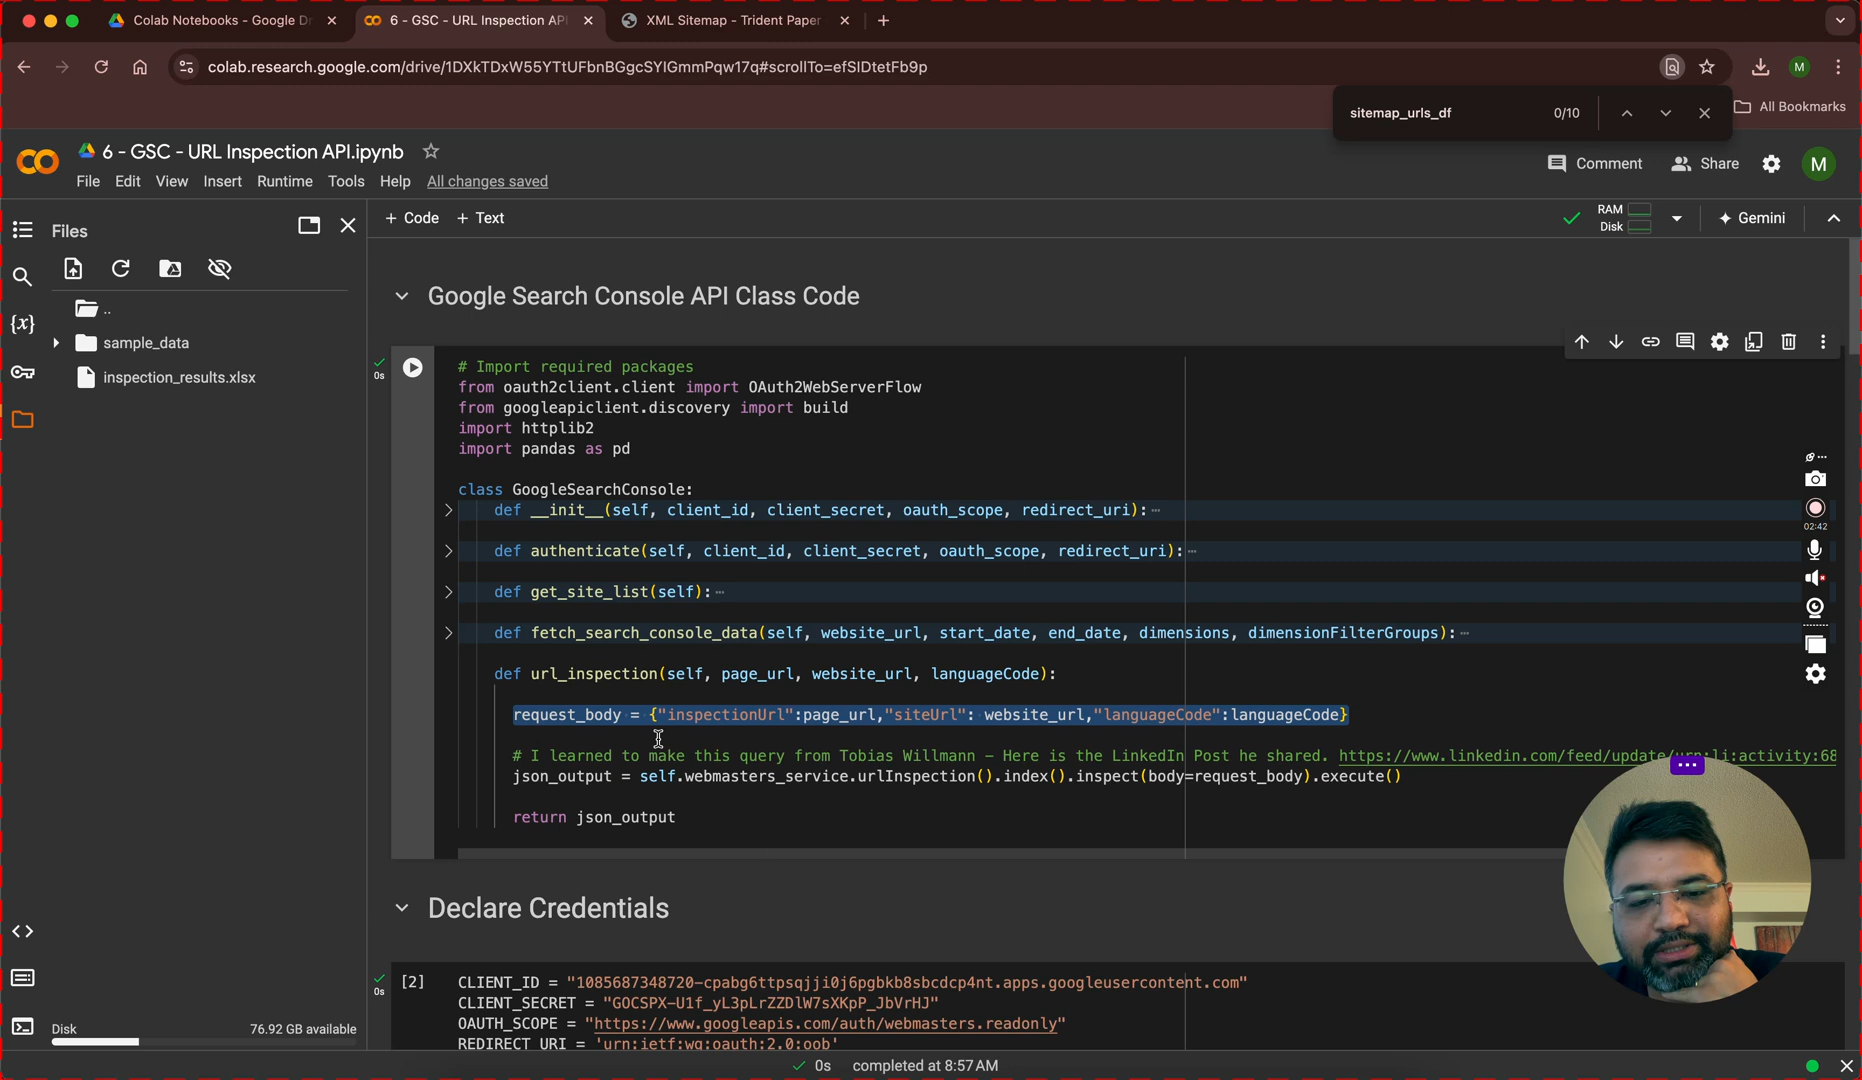 Colab Notebooks - Google Dr
6 - GSC - URL Inspection API
XML Sitemap - Trident Paper
colab.research.google.com/drive/1DXkTDxW55YTtUFbnBGgcSYIGmmPqw17q#scrollTo=efSlDtetFb9p
M
sitemap_urls_df 0/10
All Bookmarks
6 - GSC - URL Inspection API.ipynb
File Edit View Insert Runtime Tools Help All changes saved
Comment Share M
Files
+ Code + Text
RAM
Disk
Gemini
..
sample_data
inspection_results.xlsx
{x}
Google Search Console API Class Code
0s
# Import required packages
from oauth2client.client import OAuth2WebServerFlow
from googleapiclient.discovery import build
import httplib2
import pandas as pd
class GoogleSearchConsole:
def __init__(self, client_id, client_secret, oauth_scope, redirect_uri):
def authenticate(self, client_id, client_secret, oauth_scope, redirect_uri):
def get_site_list(self):
def fetch_search_console_data(self, website_url, start_date, end_date, dimensions, dimensionFilterGroups):
def url_inspection(self, page_url, website_url, languageCode):
request_body = {"inspectionUrl":page_url,"siteUrl": website_url,"languageCode":languageCode}
# I learned to make this query from Tobias Willmann – Here is the LinkedIn Post he shared. https://www.linkedin.com/feed/update/urn:li:activity:68
json_output = self.webmasters_service.urlInspection().index().inspect(body=request_body).execute()
return json_output
02:42
Declare Credentials
0s
[2] CLIENT_ID = "1085687348720-cpabg6ttpsqjji0j6pgbkb8sbcdcp4nt.apps.googleusercontent.com"
CLIENT_SECRET = "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"
OAUTH_SCOPE = "https://www.googleapis.com/auth/webmasters.readonly"
REDIRECT_URI = 'urn:ietf:wg:oauth:2.0:oob'
Disk 76.92 GB available
0s completed at 8:57 AM